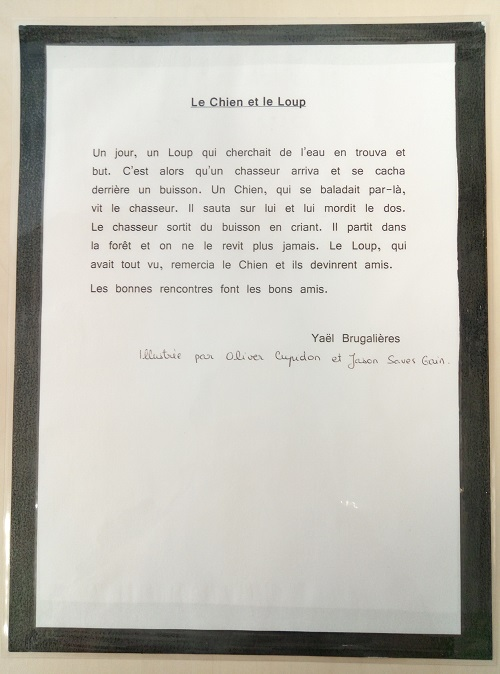 Le Chien et le Loup
Un jour, un Loup qui cherchait de l'eau en trouva et
but. C'est alors qu'un chasseur arriva et se cacha
derrière un buisson. Un Chien, qui se baladait par-là,
vit le chasseur. Il sauta sur lui et lui mordit le dos.
Le chasseur sortit du buisson en criant. Il partit dans
la forêt et on ne le revit plus jamais. Le Loup, qui
avait tout vu, remercia le Chien et ils devinrent amis.
Les bonnes rencontres font les bons amis.
Yaël Brugalières
Illustrée par Oliver Cupidon et Jason Saves Gain.